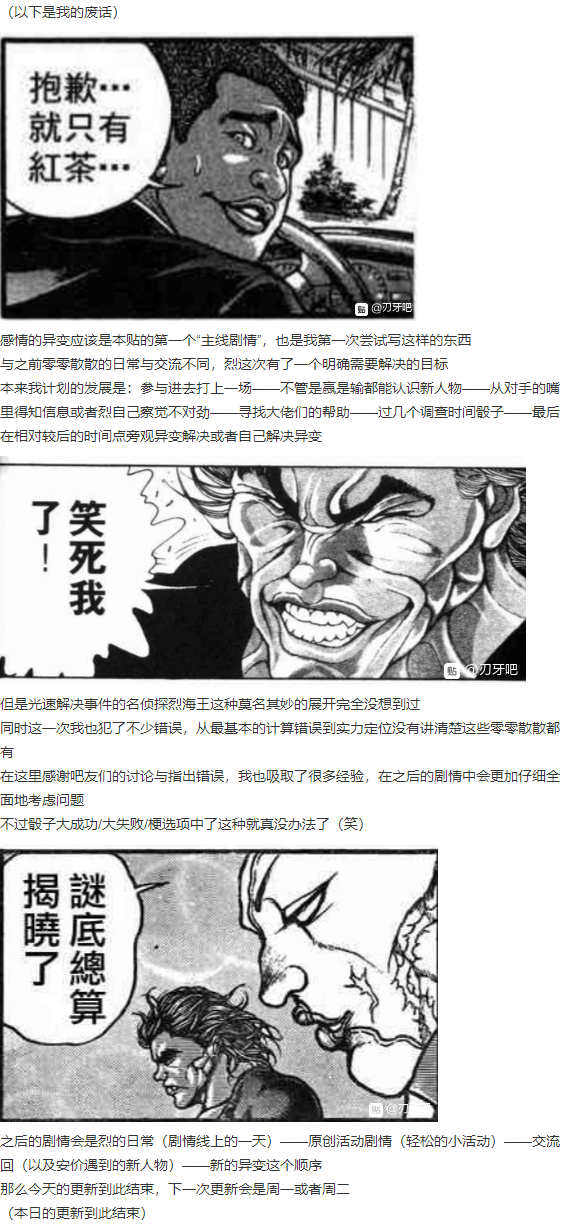 （以下是我的废话）
抱歉…
就只有
紅茶…
贴 @刃牙吧
感情的异变应该是本贴的第一个“主线剧情”，也是我第一次尝试写这样的东西
与之前零零散散的日常与交流不同，烈这次有了一个明确需要解决的目标
本来我计划的发展是：参与进去打上一场——不管是赢是输都能认识新人物——从对手的嘴
里得知信息或者烈自己察觉不对劲——寻找大佬们的帮助——过几个调查时间骰子——最后
在相对较后的时间点旁观异变解决或者自己解决异变
笑死我
了！
贴 @刃牙吧
但是光速解决事件的名侦探烈海王这种莫名其妙的展开完全没想到过
同时这一次我也犯了不少错误，从最基本的计算错误到实力定位没有讲清楚这些零零散散都
有
在这里感谢吧友们的讨论与指出错误，我也吸取了很多经验，在之后的剧情中会更加仔细全
面地考虑问题
不过骰子大成功/大失败/梗选项中了这种就真没办法了（笑）
謎底總算
揭曉了
贴 @刃
之后的剧情会是烈的日常（剧情线上的一天）——原创活动剧情（轻松的小活动）——交流
回（以及安价遇到的新人物）——新的异变这个顺序
那么今天的更新到此结束，下一次更新会是周一或者周二
（本日的更新到此结束）